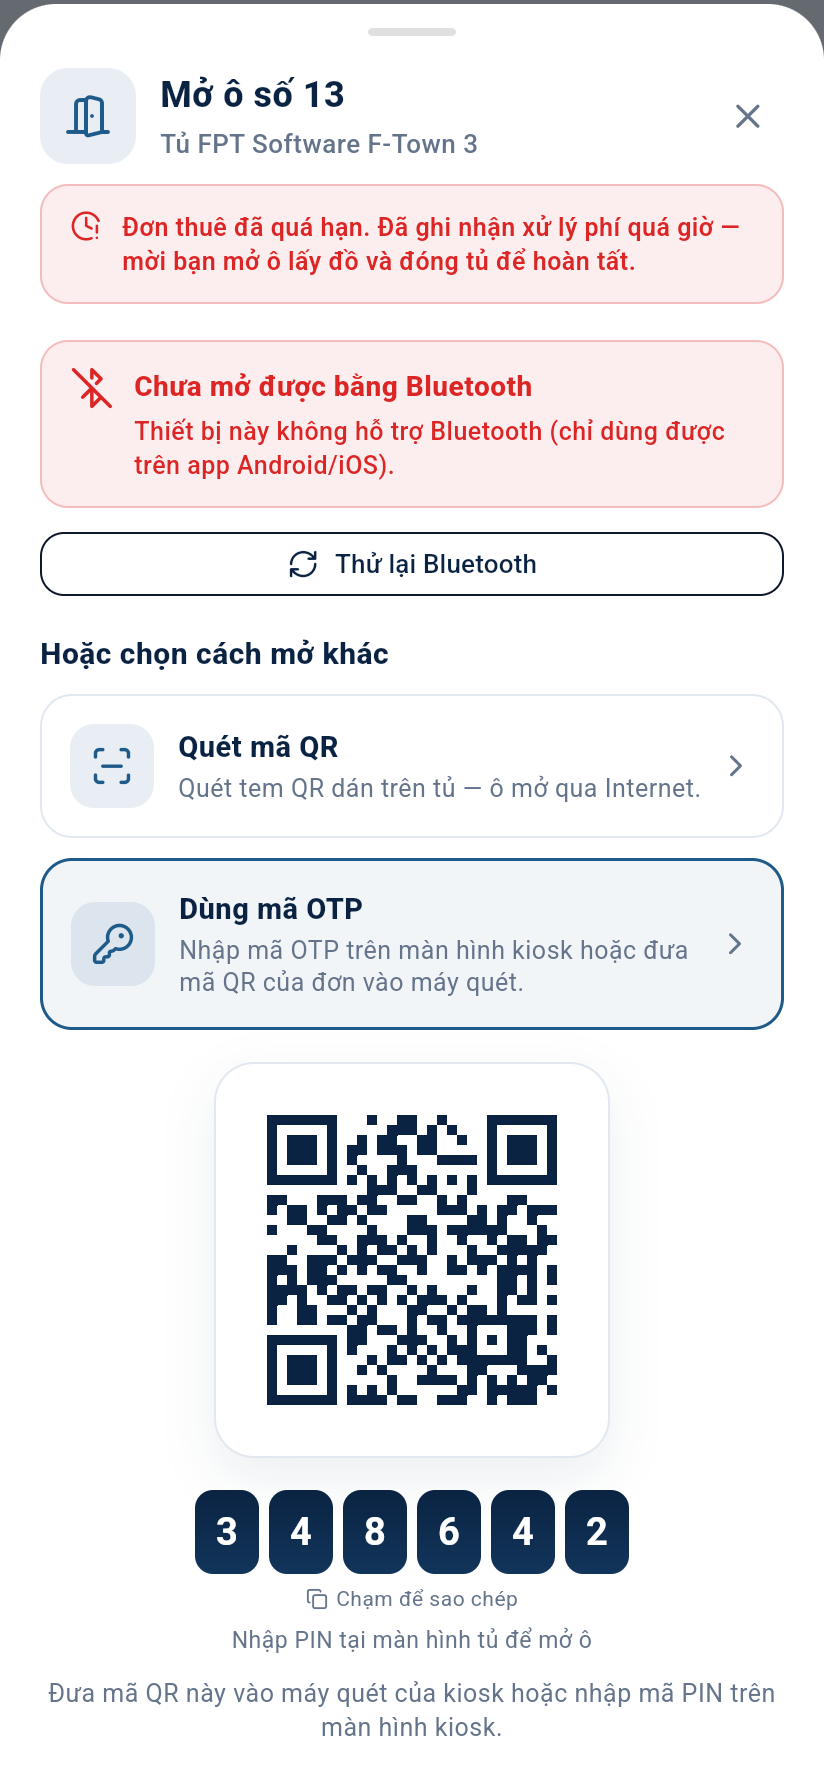 Mở ô số 13
Tủ FPT Software F-Town 3
Đơn thuê đã quá hạn. Đã ghi nhận xử lý phí quá giờ —
mời bạn mở ô lấy đồ và đóng tủ để hoàn tất.
Chưa mở được bằng Bluetooth
Thiết bị này không hỗ trợ Bluetooth (chỉ dùng được
trên app Android/iOS).
Thử lại Bluetooth
Hoặc chọn cách mở khác
Quét mã QR
Quét tem QR dán trên tủ — ô mở qua Internet.
Dùng mã OTP
Nhập mã OTP trên màn hình kiosk hoặc đưa
mã QR của đơn vào máy quét.
3 4 8 6 4 2
Chạm để sao chép
Nhập PIN tại màn hình tủ để mở ô
Đưa mã QR này vào máy quét của kiosk hoặc nhập mã PIN trên
màn hình kiosk.